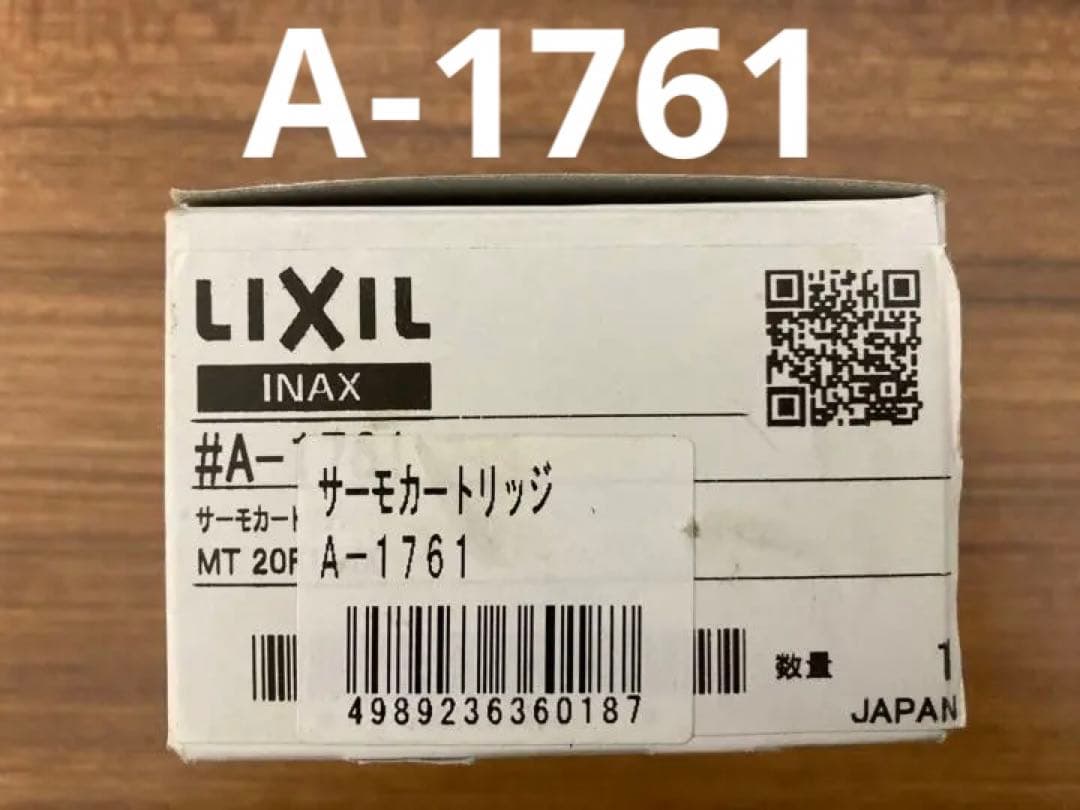 A-1761
LIXIL
INAX
#A-1761
サーモカート
サーモカートリッジ
MT 20F
A-1761
4989236360187
数量 1
JAPAN